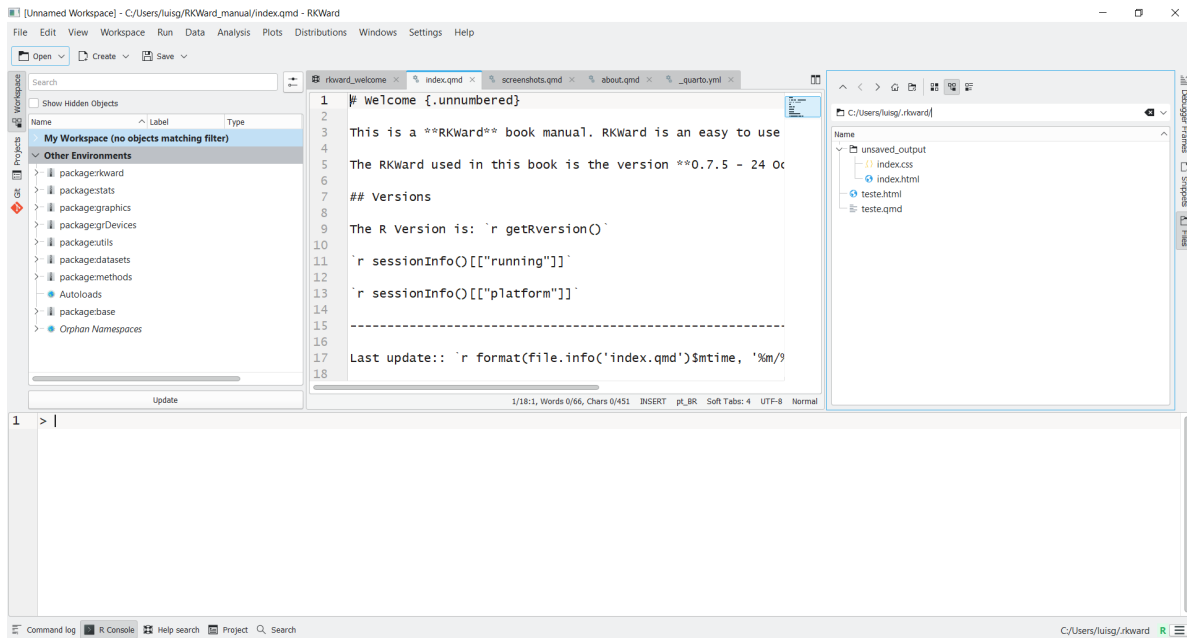 [Unnamed Workspace] - C:/Users/luisg/RKWard_manual/index.qmd - RKWard
File Edit View Workspace Run Data Analysis Plots Distributions Windows Settings Help
Open Create Save
Workspace
Projects
Git
Search
Show Hidden Objects
Name Label Type
My Workspace (no objects matching filter)
Other Environments
package:rkward
package:stats
package:graphics
package:grDevices
package:utils
package:datasets
package:methods
Autoloads
package:base
Orphan Namespaces
Update
rkward_welcome index.qmd screenshots.qmd about.qmd _quarto.yml
1 # Welcome {.unnumbered}
2
3 This is a **RKWard** book manual. RKWard is an easy to use
4
5 The RKWard used in this book is the version **0.7.5 - 24 Oc
6
7 ## Versions
8
9 The R Version is: `r getRversion()`
10
11 `r sessionInfo()[["running"]]`
12
13 `r sessionInfo()[["platform"]]`
14
15 ------------------------------------------------------------
16
17 Last update:: `r format(file.info('index.qmd')$mtime, '%m/%
18
1/18:1, Words 0/66, Chars 0/451 INSERT pt_BR Soft Tabs: 4 UTF-8 Normal
C:/Users/luisg/.rkward/
Name
unsaved_output
index.css
index.html
teste.html
teste.qmd
Debugger Frames
Snippets
Files
1 >
Command log R Console Help search Project Search
C:/Users/luisg/.rkward R